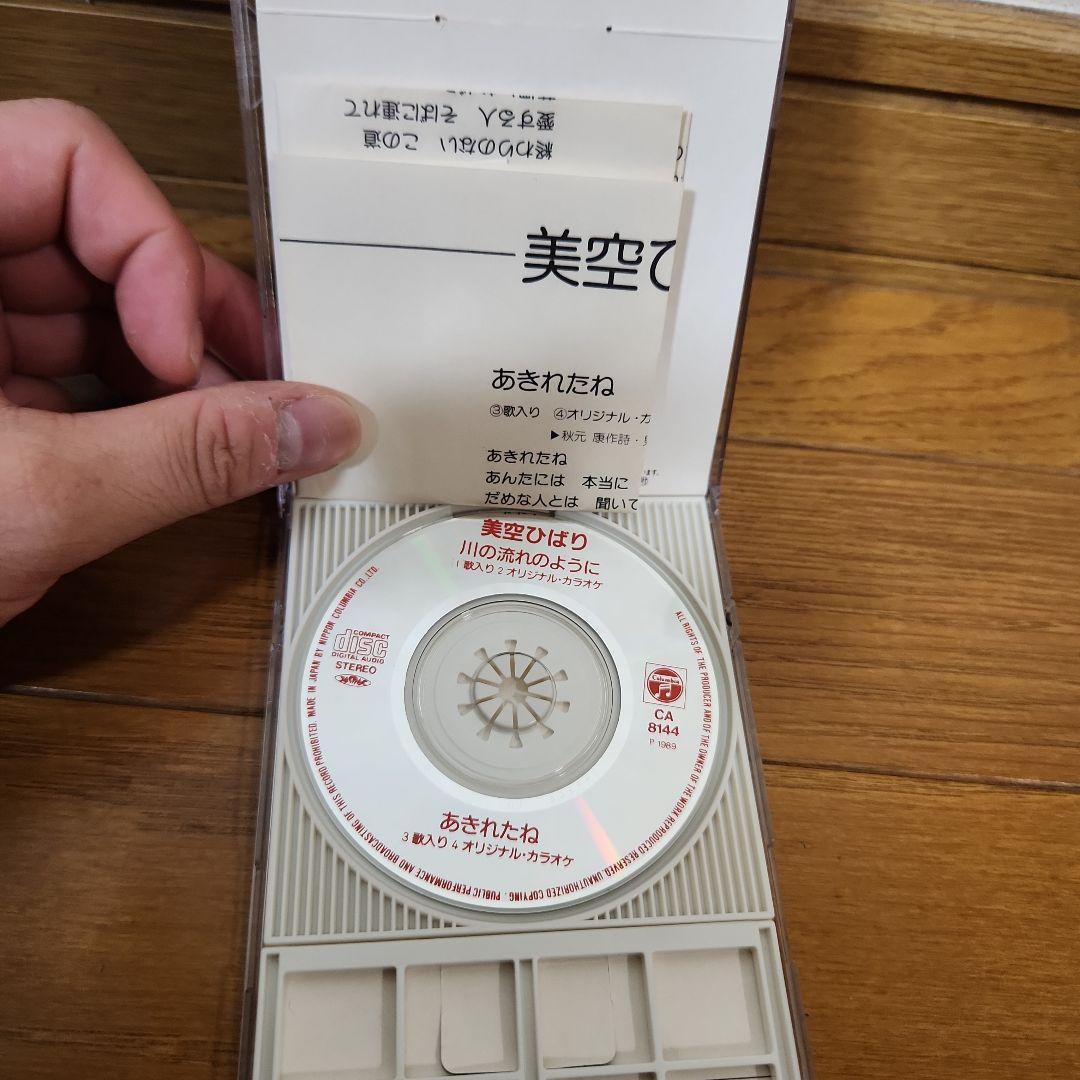 愛する人 そばに連れて
終わりのない この道
美空ひ
あきれたね
③歌入り ④オリジナル・カ
▶秋元 康作詩・
あきれたね
あんたには 本当に
だめな人とは 聞いて
ます。
美空ひばり
川の流れのように
1 歌入り 2 オリジナル・カラオケ
COMPACT
disc
DIGITAL AUDIO
STEREO
Columbia
CA
8144
P 1989
あきれたね
3 歌入り 4 オリジナル・カラオケ
ALL RIGHTS OF THE PRODUCER AND OF THE OWNER OF THE WORK REPRODUCED RESERVED. UNAUTHORIZED COPYING, PUBLIC PERFORMANCE AND BROADCASTING OF THIS RECORD PROHIBITED. MADE IN JAPAN BY NIPPON COLUMBIA CO., LTD.